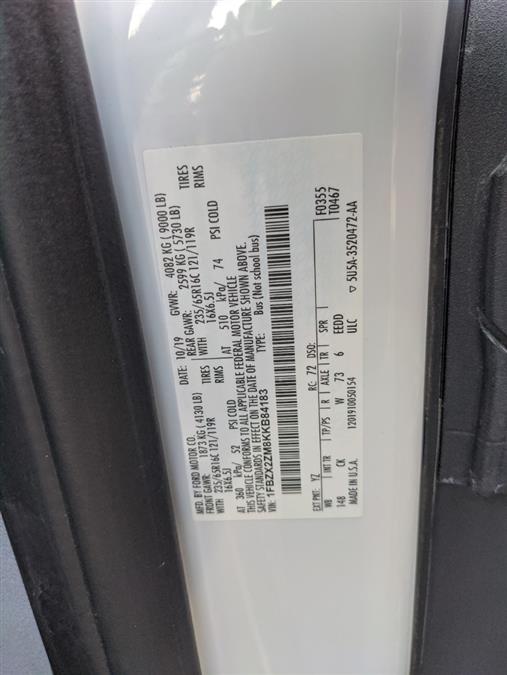 MFD. BY FORD MOTOR CO. DATE: 10/19 GVWR: 4082 KG ( 9000 LB)
FRONT GAWR: 1873 KG ( 4130 LB) REAR GAWR: 2599 KG ( 5730 LB)
235/65R16C 121/119R TIRES WITH 235/65R16C 121/119R TIRES
16X6.5J RIMS 16X6.5J RIMS
AT 360 kPa/ 52 PSI COLD AT 510 kPa/ 74 PSI COLD
THIS VEHICLE CONFORMS TO ALL APPLICABLE FEDERAL MOTOR VEHICLE
SAFETY STANDARDS IN EFFECT ON THE DATE OF MANUFACTURE SHOWN ABOVE.
VIN: 1FBZX2ZM8KKB84183 TYPE: Bus (Not school bus)
EXT PNT: YZ RC: 72 DSO: F0355
WB INT TR TP/PS R AXLE TR SPR T0467
148 CK W 73 6 FEDD
1201910050154 ULC
MADE IN U.S.A. 5U5A-3520472-AA